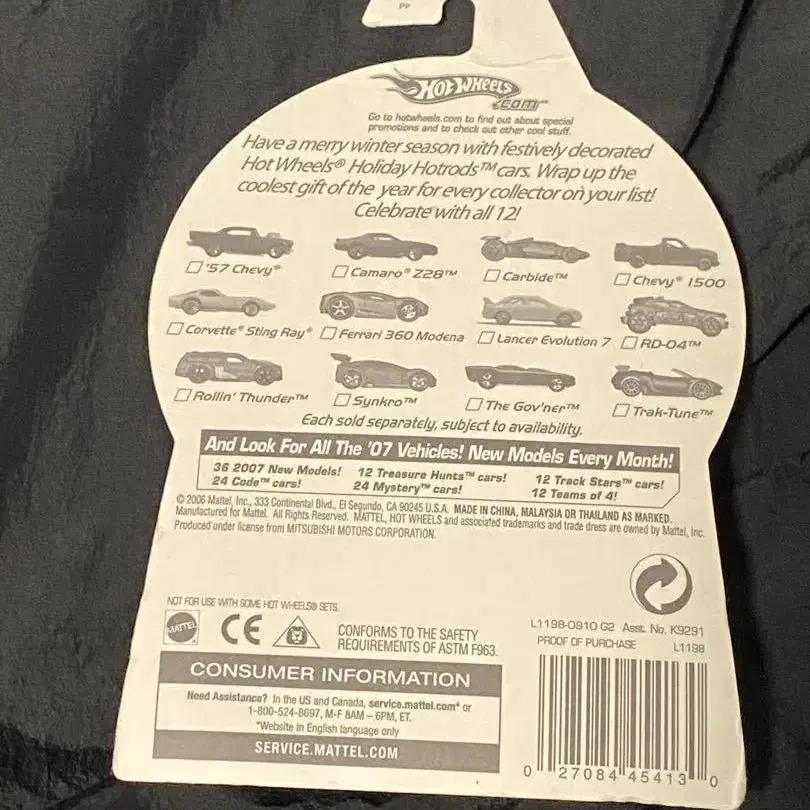 P9
HOT WHEELS
.COM™
Go to hotwheels.com to find out about special
promotions and to check out other cool stuff.
Have a merry winter season with festively decorated
Hot Wheels® Holiday Hotrods™ cars. Wrap up the
coolest gift of the year for every collector on your list!
Celebrate with all 12!
'57 Chevy® Camaro® Z28™ Carbide™ Chevy® 1500
Corvette® Sting Ray® Ferrari 360 Modena Lancer Evolution 7 RD-04™
Rollin' Thunder™ Synkro™ The Gov'ner™ Trak-Tune™
Each sold separately, subject to availability.
And Look For All The '07 Vehicles! New Models Every Month!
36 2007 New Models! 12 Treasure Hunts™ cars! 12 Track Stars™ cars!
24 Code™ cars! 24 Mystery™ cars! 12 Teams of 4!
© 2006 Mattel, Inc., 333 Continental Blvd., El Segundo, CA 90245 U.S.A. MADE IN CHINA, MALAYSIA OR THAILAND AS MARKED.
Manufactured for Mattel. All Rights Reserved. MATTEL, HOT WHEELS and associated trademarks and trade dress are owned by Mattel, Inc.
Produced under license from MITSUBISHI MOTORS CORPORATION.
NOT FOR USE WITH SOME HOT WHEELS® SETS.
MATTEL CE
CONFORMS TO THE SAFETY
REQUIREMENTS OF ASTM F963.
L1198-0910 G2 Asst. No. K9291
PROOF OF PURCHASE L1198
CONSUMER INFORMATION
Need Assistance? In the US and Canada, service.mattel.com* or
1-800-524-8697, M-F 8AM – 6PM, ET.
*Website in English language only
SERVICE.MATTEL.COM
0 27084 45413 0